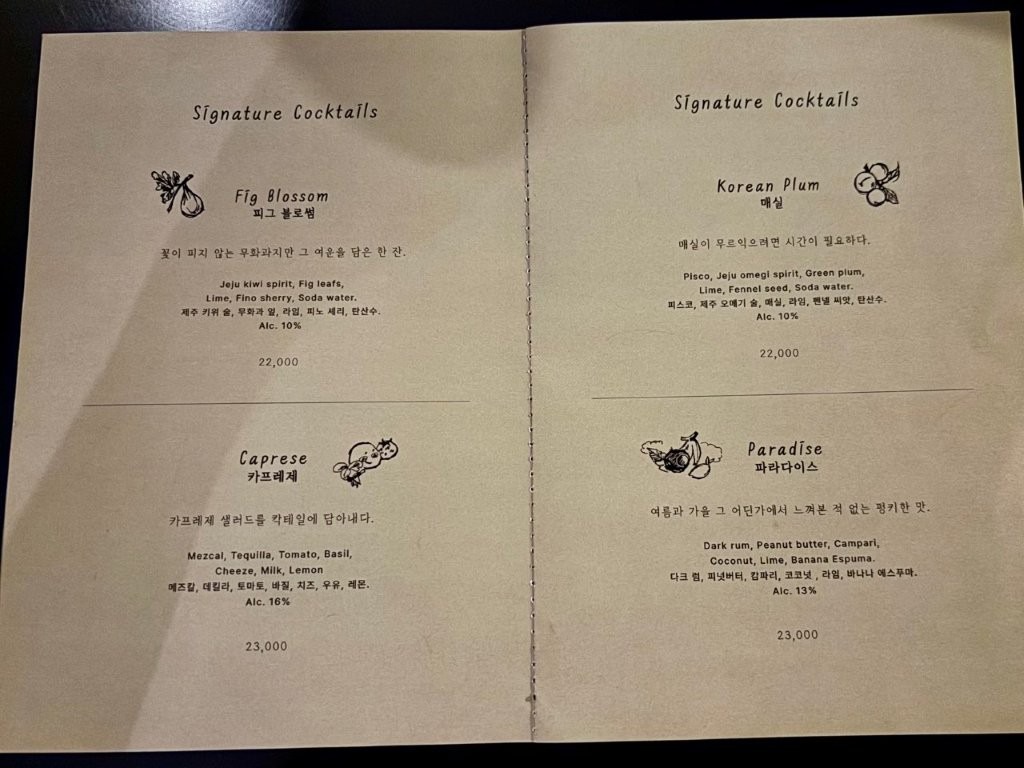 Signature Cocktails
Fig Blossom
피그 블로썸
꽃이 피지 않는 무화과지만 그 여운을 담은 한 잔.
Jeju kiwi spirit, Fig leafs,
Lime, Fino sherry, Soda water.
제주 키위 술, 무화과 잎, 라임, 피노 셰리, 탄산수.
Alc. 10%
22,000
Caprese
카프레제
카프레제 샐러드를 칵테일에 담아내다.
Mezcal, Tequilla, Tomato, Basil,
Cheeze, Milk, Lemon
메즈칼, 데킬라, 토마토, 바질, 치즈, 우유, 레몬.
Alc. 16%
23,000
Signature Cocktails
Korean Plum
매실
매실이 무르익으려면 시간이 필요하다.
Pisco, Jeju omegi spirit, Green plum,
Lime, Fennel seed, Soda water.
피스코, 제주 오메기 술, 매실, 라임, 펜넬 씨앗, 탄산수.
Alc. 10%
22,000
Paradise
파라다이스
여름과 가을 그 어딘가에서 느껴본 적 없는 펑키한 맛.
Dark rum, Peanut butter, Campari,
Coconut, Lime, Banana Espuma.
다크 럼, 피넛버터, 캄파리, 코코넛 , 라임, 바나나 에스푸마.
Alc. 13%
23,000